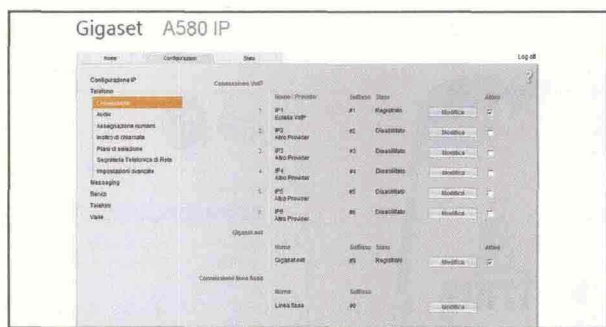 Gigaset A580 IP
Home Configurazioni Stato Log off
?
Configurazione IP
Telefono
Connessione
Audio
Assegnazione numeri
Inoltro di chiamata
Piani di selezione
Segreteria Telefonica di Rete
Impostazioni avanzate
Messaging
Servizi
Telefoni
Varie
Connessione VoIP
Nome / Provider Suffisso Stato Attivo
1. IP1 #1 Registrato Modifica
Eutelia VoIP
2. IP2 #2 Disabilitato Modifica
Altro Provider
3. IP3 #3 Disabilitato Modifica
Altro Provider
4. IP4 #4 Disabilitato Modifica
Altro Provider
5. IP5 #5 Disabilitato Modifica
Altro Provider
6. IP6 #6 Disabilitato Modifica
Altro Provider
Gigaset.net
Nome Suffisso Stato Attivo
Gigaset.net #9 Registrato Modifica
Connessione linea fissa
Nome Suffisso
Linea fissa #0 Modifica